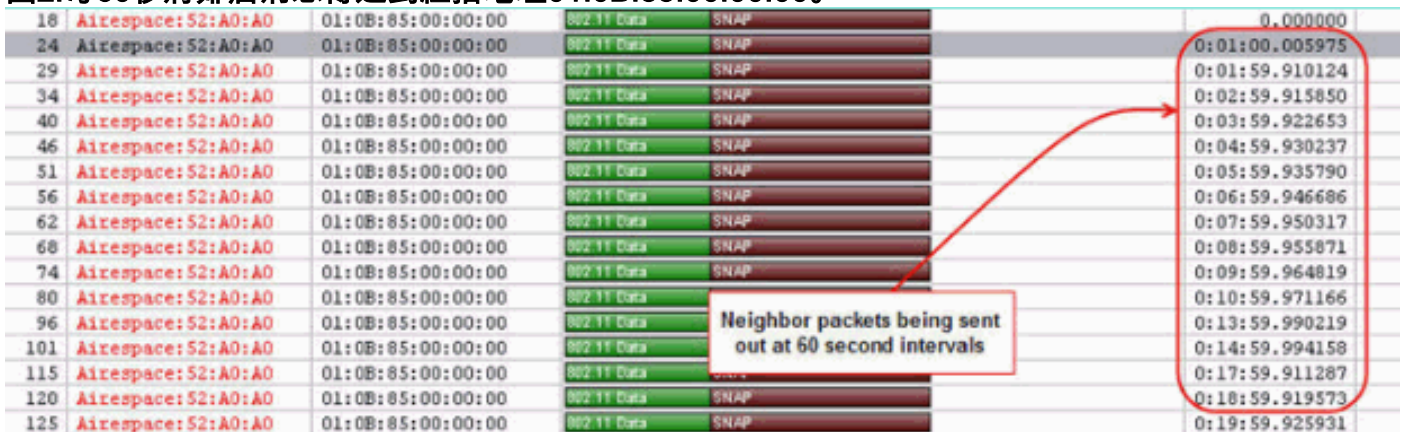 18 Airespace:52:A0:A0 01:0B:85:00:00:00 802.11 Data SNAP 0.000000
24 Airespace:52:A0:A0 01:0B:85:00:00:00 802.11 Data SNAP 0:01:00.005975
29 Airespace:52:A0:A0 01:0B:85:00:00:00 802.11 Data SNAP 0:01:59.910124
34 Airespace:52:A0:A0 01:0B:85:00:00:00 802.11 Data SNAP 0:02:59.915850
40 Airespace:52:A0:A0 01:0B:85:00:00:00 802.11 Data SNAP 0:03:59.922653
46 Airespace:52:A0:A0 01:0B:85:00:00:00 802.11 Data SNAP 0:04:59.930237
51 Airespace:52:A0:A0 01:0B:85:00:00:00 802.11 Data SNAP 0:05:59.935790
56 Airespace:52:A0:A0 01:0B:85:00:00:00 802.11 Data SNAP 0:06:59.946686
62 Airespace:52:A0:A0 01:0B:85:00:00:00 802.11 Data SNAP 0:07:59.950317
68 Airespace:52:A0:A0 01:0B:85:00:00:00 802.11 Data SNAP 0:08:59.955871
74 Airespace:52:A0:A0 01:0B:85:00:00:00 802.11 Data SNAP 0:09:59.964819
80 Airespace:52:A0:A0 01:0B:85:00:00:00 802.11 Data 0:10:59.971166
96 Airespace:52:A0:A0 01:0B:85:00:00:00 802.11 Data 0:13:59.990219
101 Airespace:52:A0:A0 01:0B:85:00:00:00 802.11 Data 0:14:59.994158
115 Airespace:52:A0:A0 01:0B:85:00:00:00 802.11 Data 0:17:59.911287
120 Airespace:52:A0:A0 01:0B:85:00:00:00 802.11 Data SNAP 0:18:59.919573
125 Airespace:52:A0:A0 01:0B:85:00:00:00 802.11 Data SNAP 0:19:59.925931
Neighbor packets being sent
out at 60 second intervals